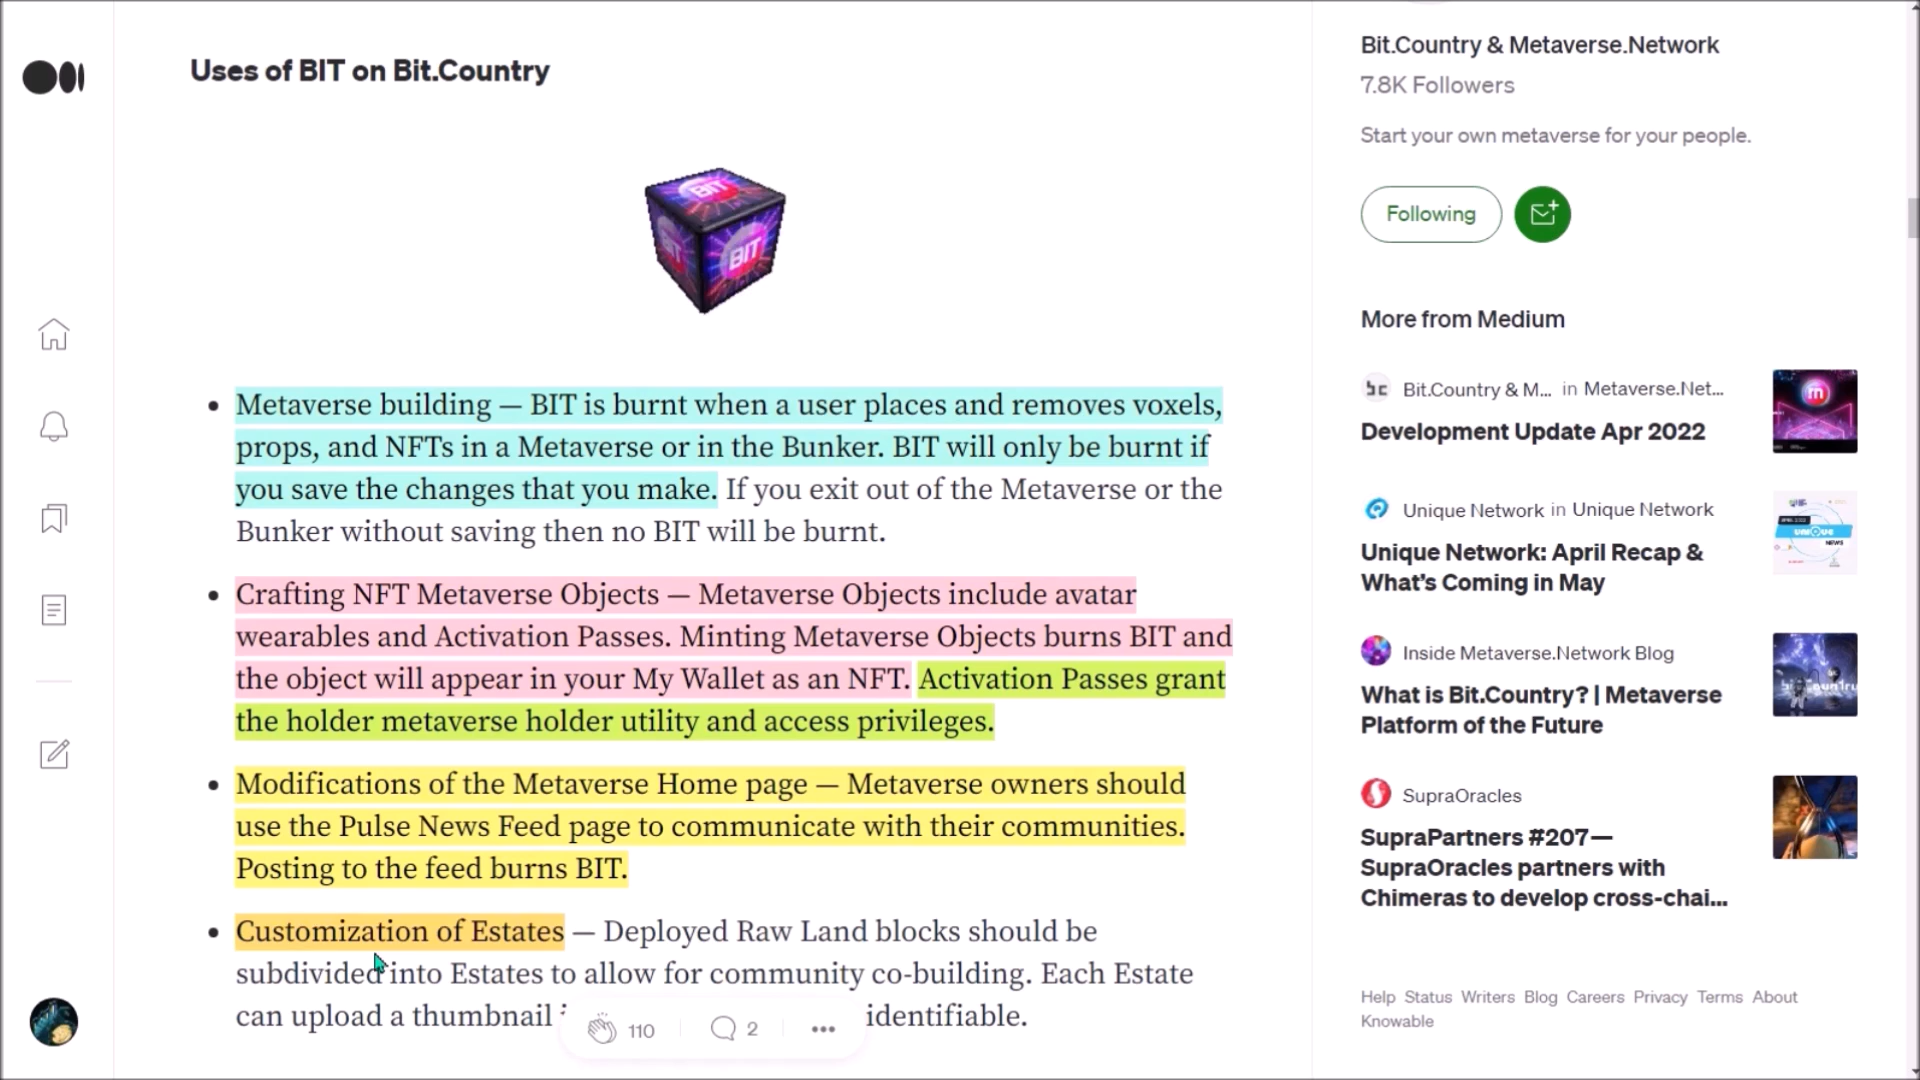 Uses of BIT on Bit.Country
BIT
BIT
Metaverse building — BIT is burnt when a user places and removes voxels,
props, and NFTs in a Metaverse or in the Bunker. BIT will only be burnt if
you save the changes that you make. If you exit out of the Metaverse or the
Bunker without saving then no BIT will be burnt.
Crafting NFT Metaverse Objects — Metaverse Objects include avatar
wearables and Activation Passes. Minting Metaverse Objects burns BIT and
the object will appear in your My Wallet as an NFT. Activation Passes grant
the holder metaverse holder utility and access privileges.
Modifications of the Metaverse Home page — Metaverse owners should
use the Pulse News Feed page to communicate with their communities.
Posting to the feed burns BIT.
Customization of Estates — Deployed Raw Land blocks should be
subdivided into Estates to allow for community co-building. Each Estate
can upload a thumbnail identifiable.
110 2
Bit.Country & Metaverse.Network
7.8K Followers
Start your own metaverse for your people.
Following
More from Medium
Bit.Country & M... in Metaverse.Net...
Development Update Apr 2022
Unique Network in Unique Network
Unique Network: April Recap &
What's Coming in May
Inside Metaverse.Network Blog
What is Bit.Country? | Metaverse
Platform of the Future
SupraOracles
SupraPartners #207—
SupraOracles partners with
Chimeras to develop cross-chai...
Help Status Writers Blog Careers Privacy Terms About
Knowable